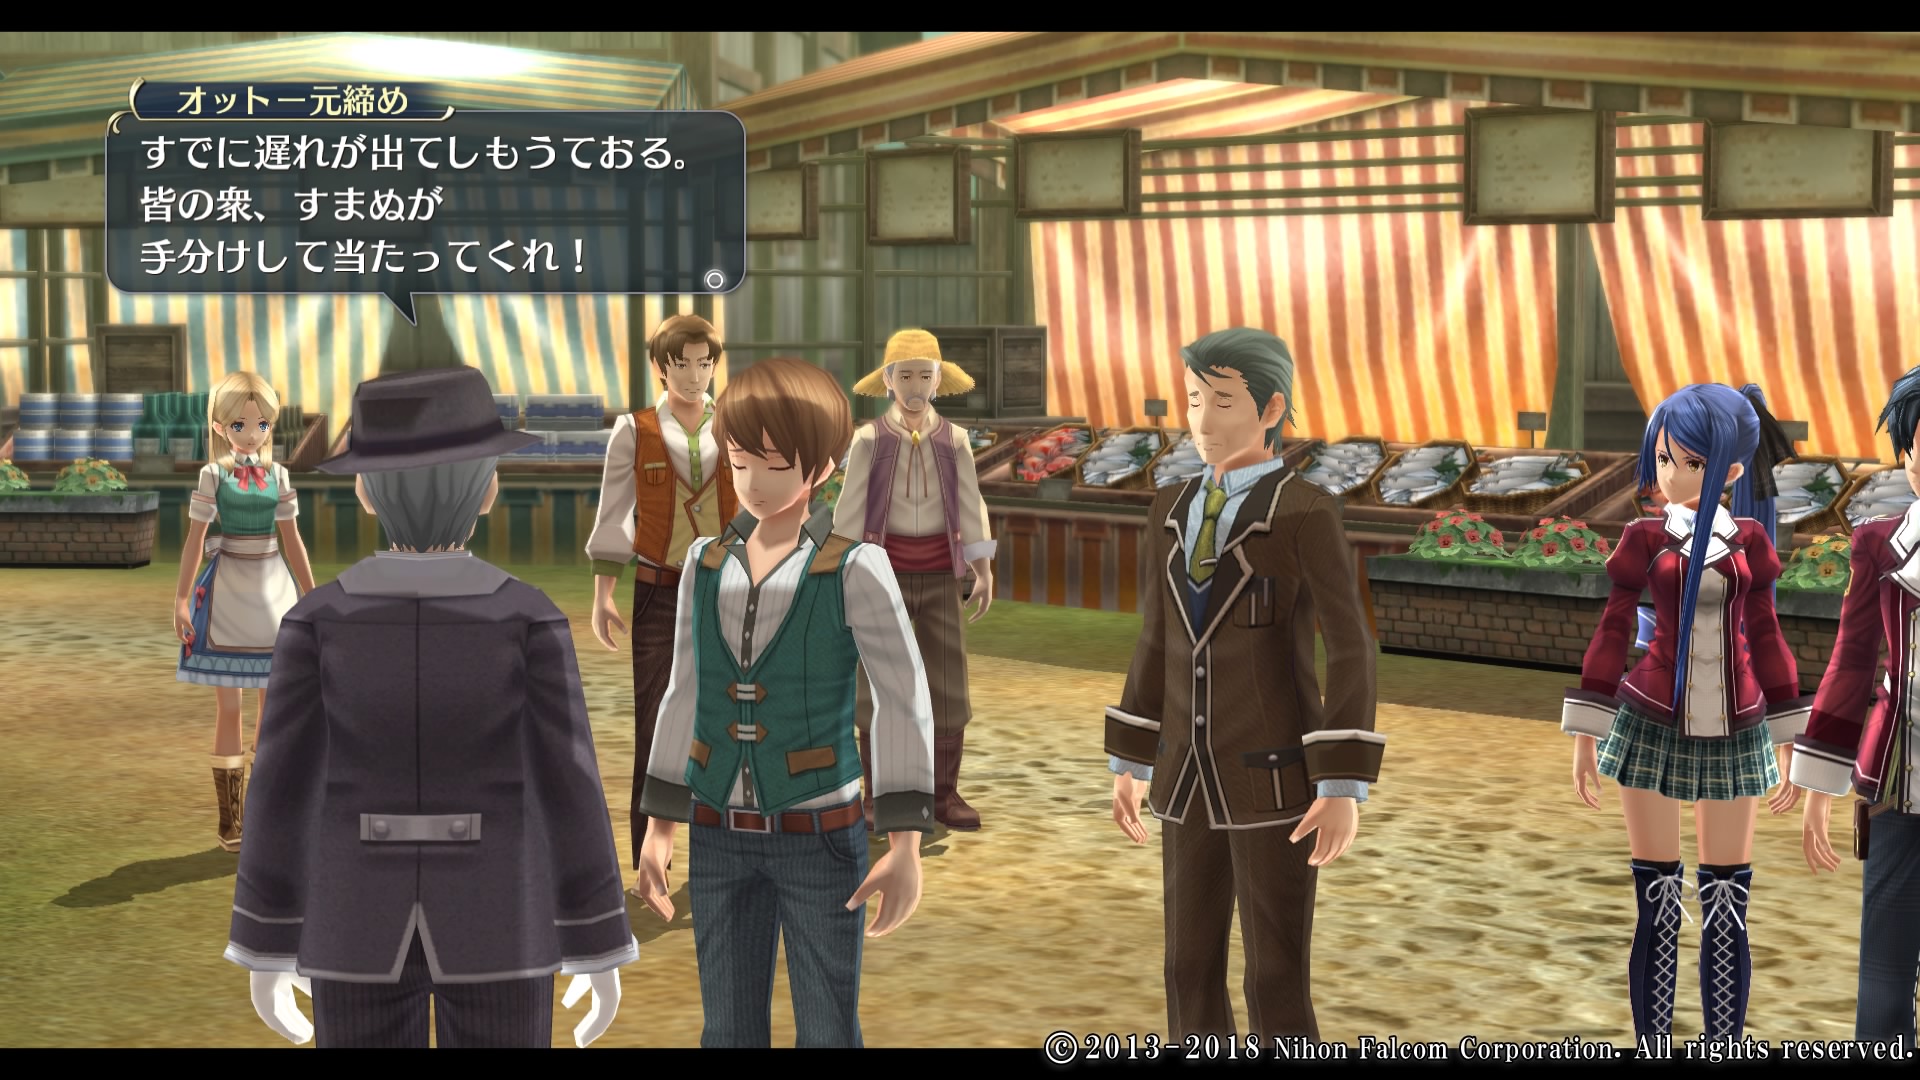 オットー元締め
すでに遅れが出てしもうておる。
皆の衆、すまぬが
手分けして当たってくれ！
©2013-2018 Nihon Falcom Corporation. All rights reserved.